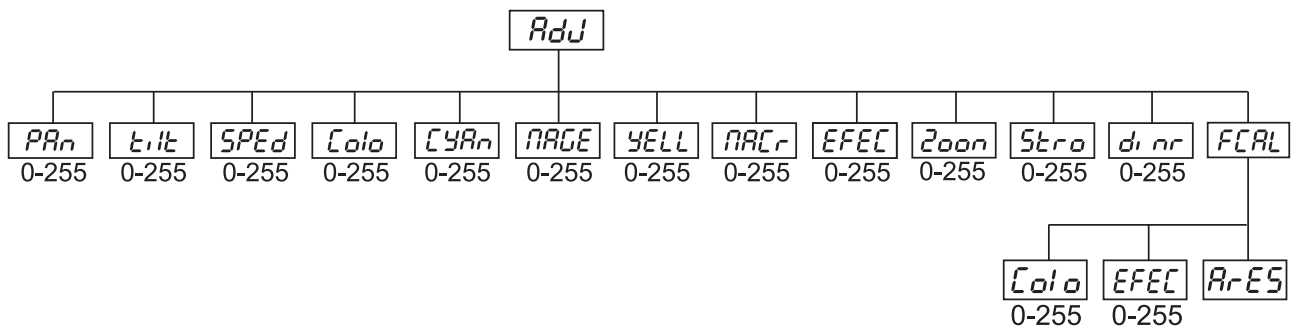 AdJ
PAn tilt SPEd Colo CYAn MAGE YELL MACr EFEC Zoom Stro dimr FCAL
0-255 0-255 0-255 0-255 0-255 0-255 0-255 0-255 0-255 0-255 0-255 0-255
Colo EFEC ArES
0-255 0-255